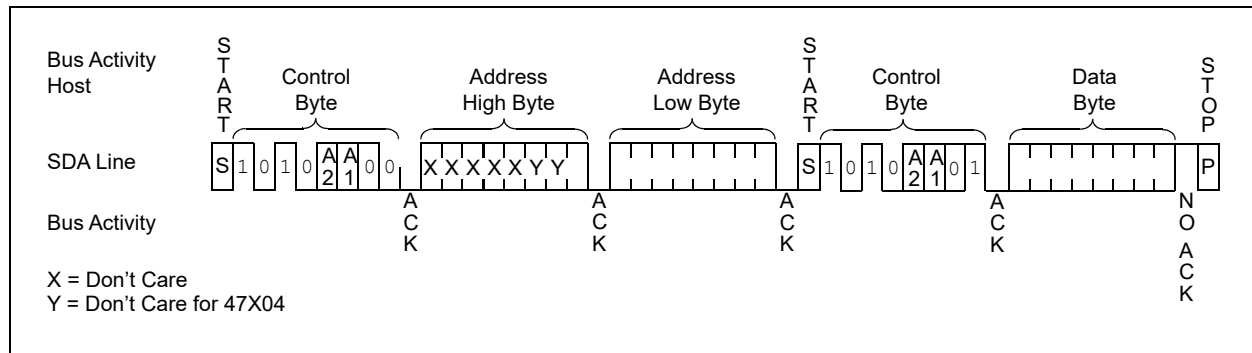 Bus Activity
Host
START
Control
Byte
Address
High Byte
Address
Low Byte
START
Control
Byte
Data
Byte
STOP
SDA Line
S 1 0 1 0 A2 A1 0 0
X X X X X Y Y
S 1 0 1 0 A2 A1 0 1
P
Bus Activity
ACK
ACK
ACK
ACK
NO ACK
X = Don’t Care
Y = Don’t Care for 47X04